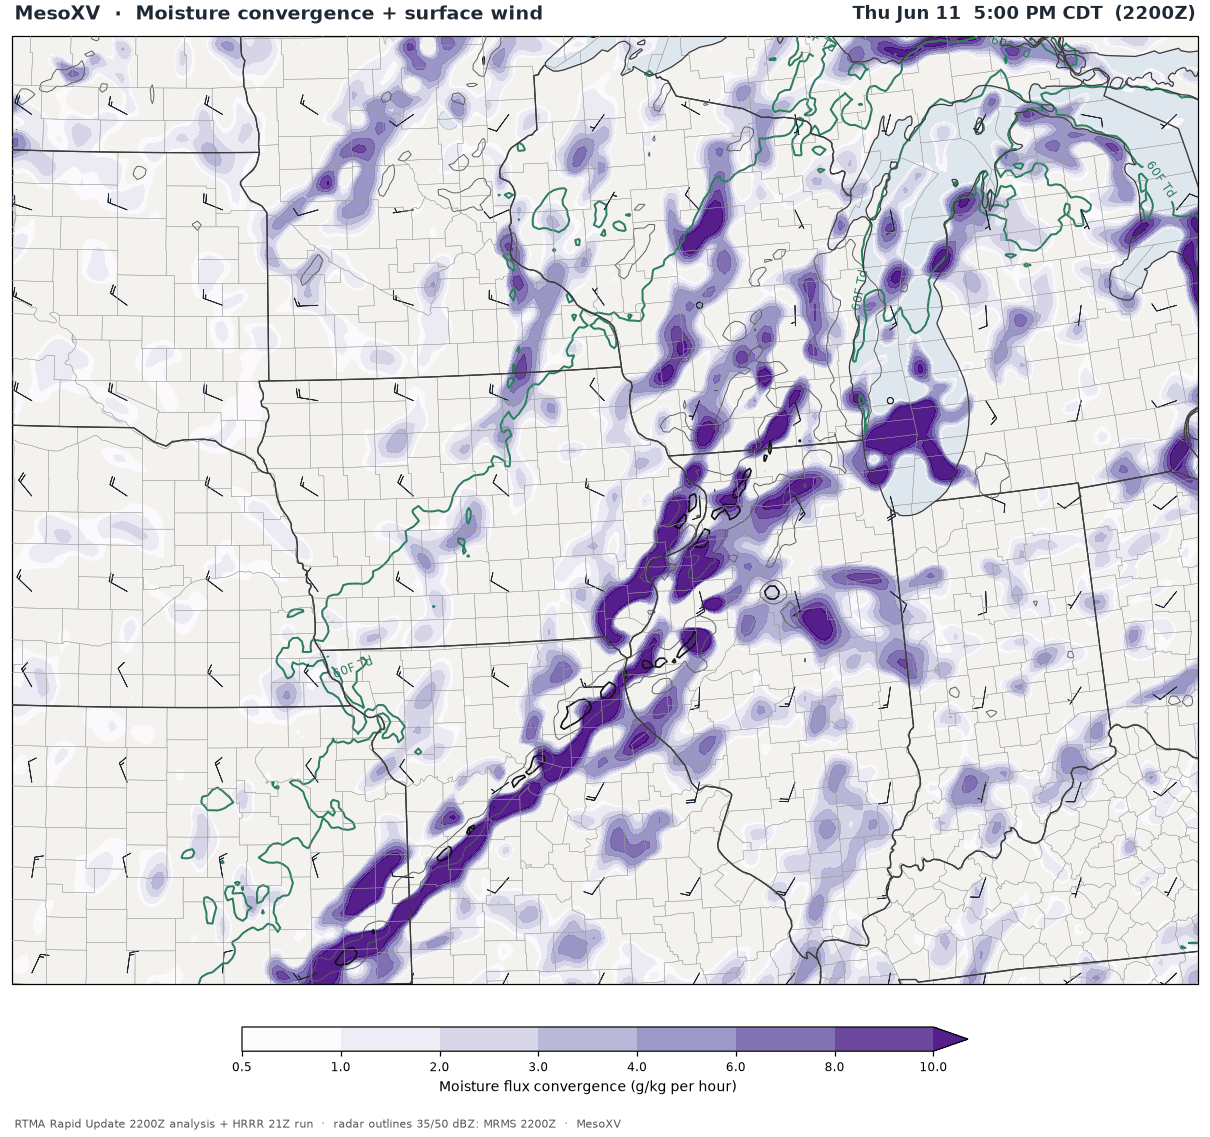 MesoXV · Moisture convergence + surface wind
Thu Jun 11 5:00 PM CDT (2200Z)
60F Td
60F Td
60F Td
0.5 1.0 2.0 3.0 4.0 6.0 8.0 10.0
Moisture flux convergence (g/kg per hour)
RTMA Rapid Update 2200Z analysis + HRRR 21Z run · radar outlines 35/50 dBZ: MRMS 2200Z · MesoXV